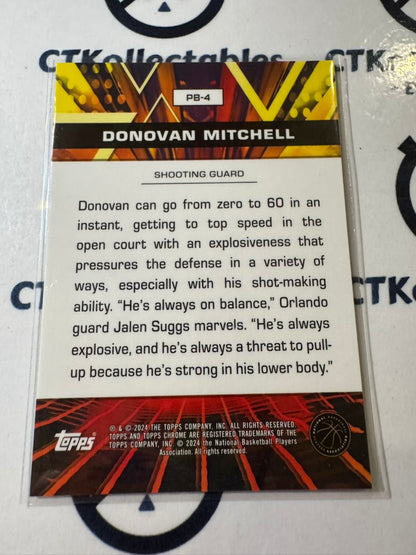 CTKollectables
PB-4
DONOVAN MITCHELL
SHOOTING GUARD
Donovan can go from zero to 60 in an
instant, getting to top speed in the
open court with an explosiveness that
pressures the defense in a variety of
ways, especially with his shot-making
ability. “He’s always on balance,” Orlando
guard Jalen Suggs marvels. “He’s always
explosive, and he’s always a threat to pull-
up because he’s strong in his lower body.”
topps
® & © 2024 THE TOPPS COMPANY, INC. ALL RIGHTS RESERVED.
TOPPS AND TOPPS CHROME ARE REGISTERED TRADEMARKS OF THE
TOPPS COMPANY, INC. © 2024 the National Basketball Players
Association. All rights reserved.